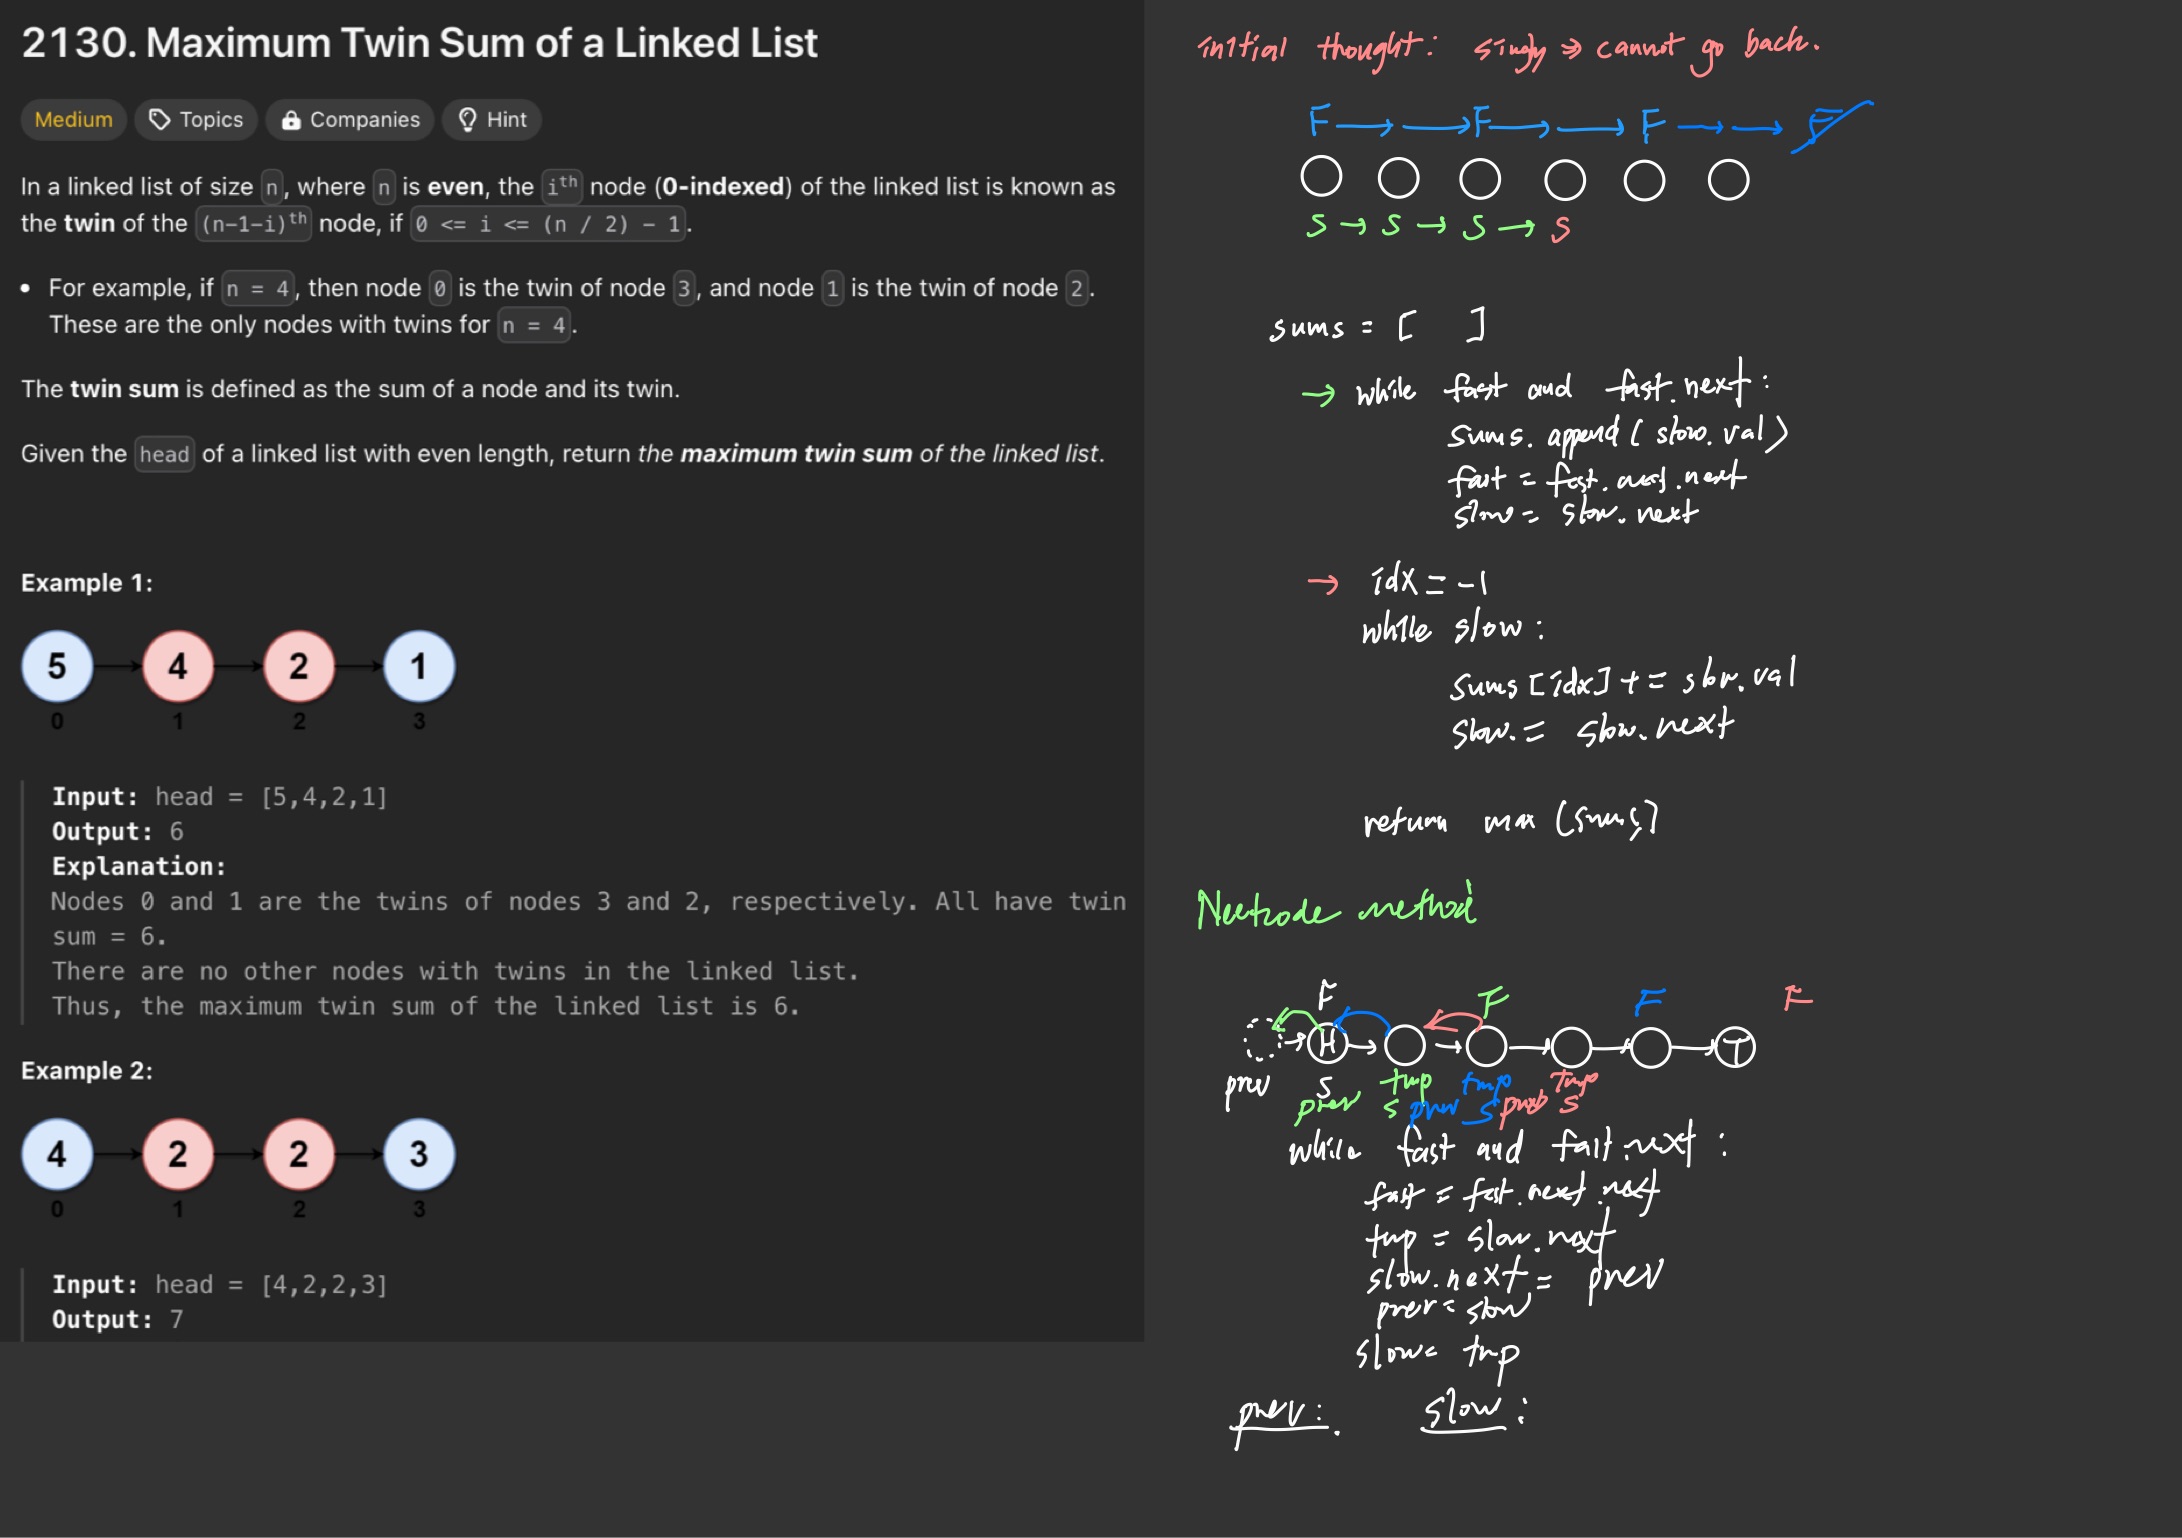 2130. Maximum Twin Sum of a Linked List
Medium Topics Companies Hint
In a linked list of size n, where n is even, the ith node (0-indexed) of the linked list is known as
the twin of the (n-1-i)th node, if 0 <= i <= (n / 2) - 1.
• For example, if n = 4, then node 0 is the twin of node 3, and node 1 is the twin of node 2.
These are the only nodes with twins for n = 4.
The twin sum is defined as the sum of a node and its twin.
Given the head of a linked list with even length, return the maximum twin sum of the linked list.
Example 1:
5 4 2 1
0 1 2 3
Input: head = [5,4,2,1]
Output: 6
Explanation:
Nodes 0 and 1 are the twins of nodes 3 and 2, respectively. All have twin
sum = 6.
There are no other nodes with twins in the linked list.
Thus, the maximum twin sum of the linked list is 6.
Example 2:
4 2 2 3
0 1 2 3
Input: head = [4,2,2,3]
Output: 7
initial thought: singly ⇒ cannot go back.
F → → F → → F → → F
S → S → S → S
sums = [ ]
→ while fast and fast.next:
sums.append(slow.val)
fast = fast.next.next
slow = slow.next
→ idx = -1
while slow:
sums[idx] += slow.val
slow. = slow.next
return max (sums)
Neetcode method
F F F F
H T
prev S tmp tmp tmp
prev S prev S prev S
while fast and fast.next:
fast = fast.next.next
tmp = slow.next
slow.next = prev
prev = slow
slow = tmp
prev: slow: